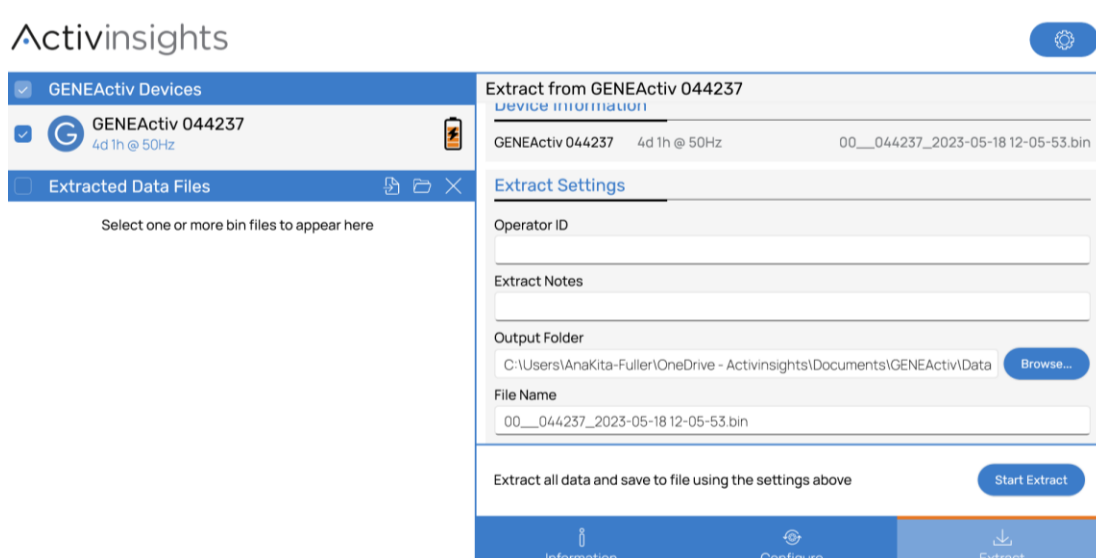 Activinsights
GENEActiv Devices
GENEActiv 044237
4d 1h @ 50Hz
Extracted Data Files
Select one or more bin files to appear here
Extract from GENEActiv 044237
Device Information
GENEActiv 044237 4d 1h @ 50Hz 00__044237_2023-05-18 12-05-53.bin
Extract Settings
Operator ID
Extract Notes
Output Folder
C:\Users\AnaKita-Fuller\OneDrive - Activinsights\Documents\GENEActiv\Data Browse...
File Name
00__044237_2023-05-18 12-05-53.bin
Extract all data and save to file using the settings above Start Extract
Information Configure Extract